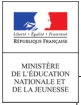 Liberté • Égalité • Fraternité
RÉPUBLIQUE FRANÇAISE
MINISTÈRE
DE L'ÉDUCATION
NATIONALE ET
DE LA JEUNESSE